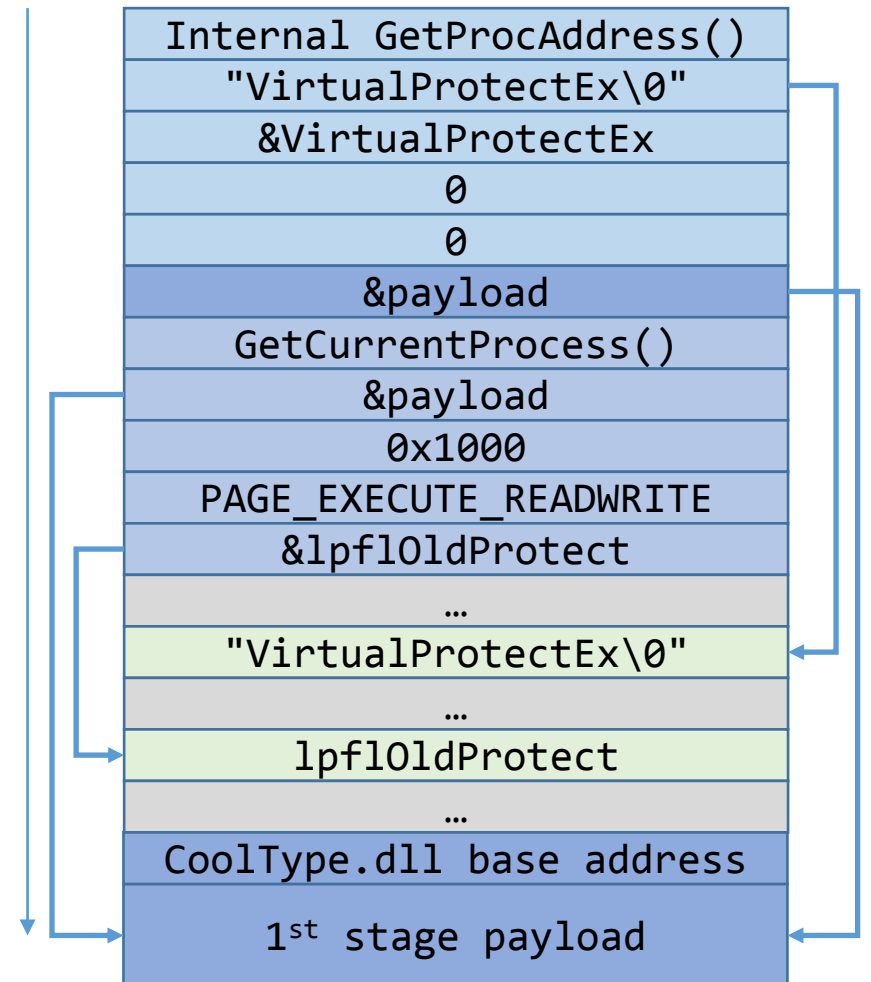 Internal GetProcAddress()
"VirtualProtectEx\0"
&VirtualProtectEx
0
0
&payload
GetCurrentProcess()
&payload
0x1000
PAGE_EXECUTE_READWRITE
&lpflOldProtect
…
"VirtualProtectEx\0"
…
lpflOldProtect
…
CoolType.dll base address
1st stage payload